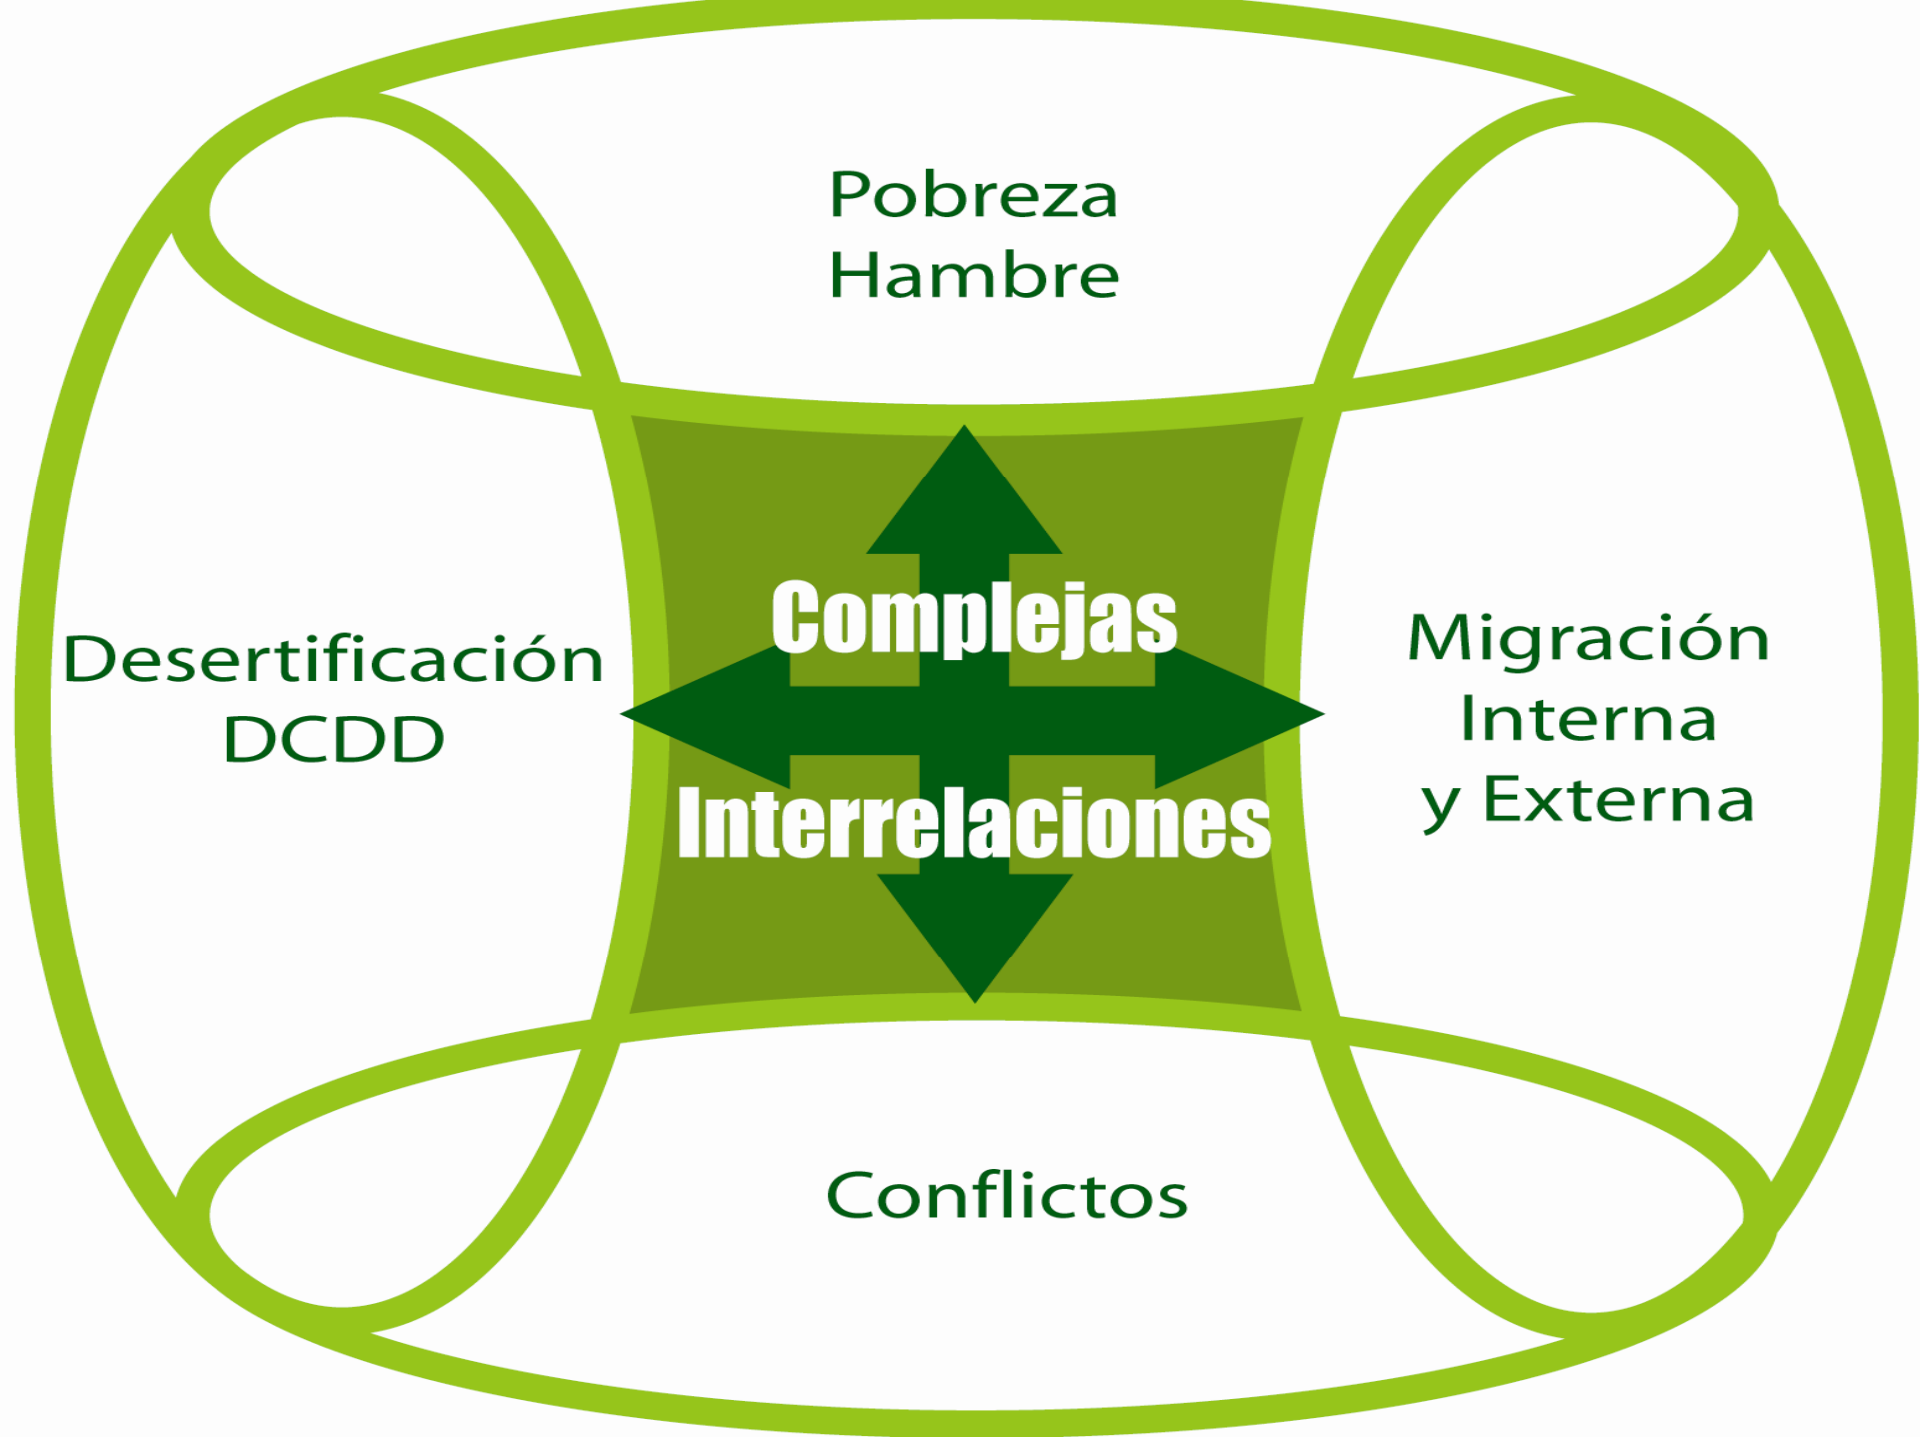 Pobreza
Hambre
Desertificación
DCDD
Complejas
Interrelaciones
Migración
Interna
y Externa
Conflictos